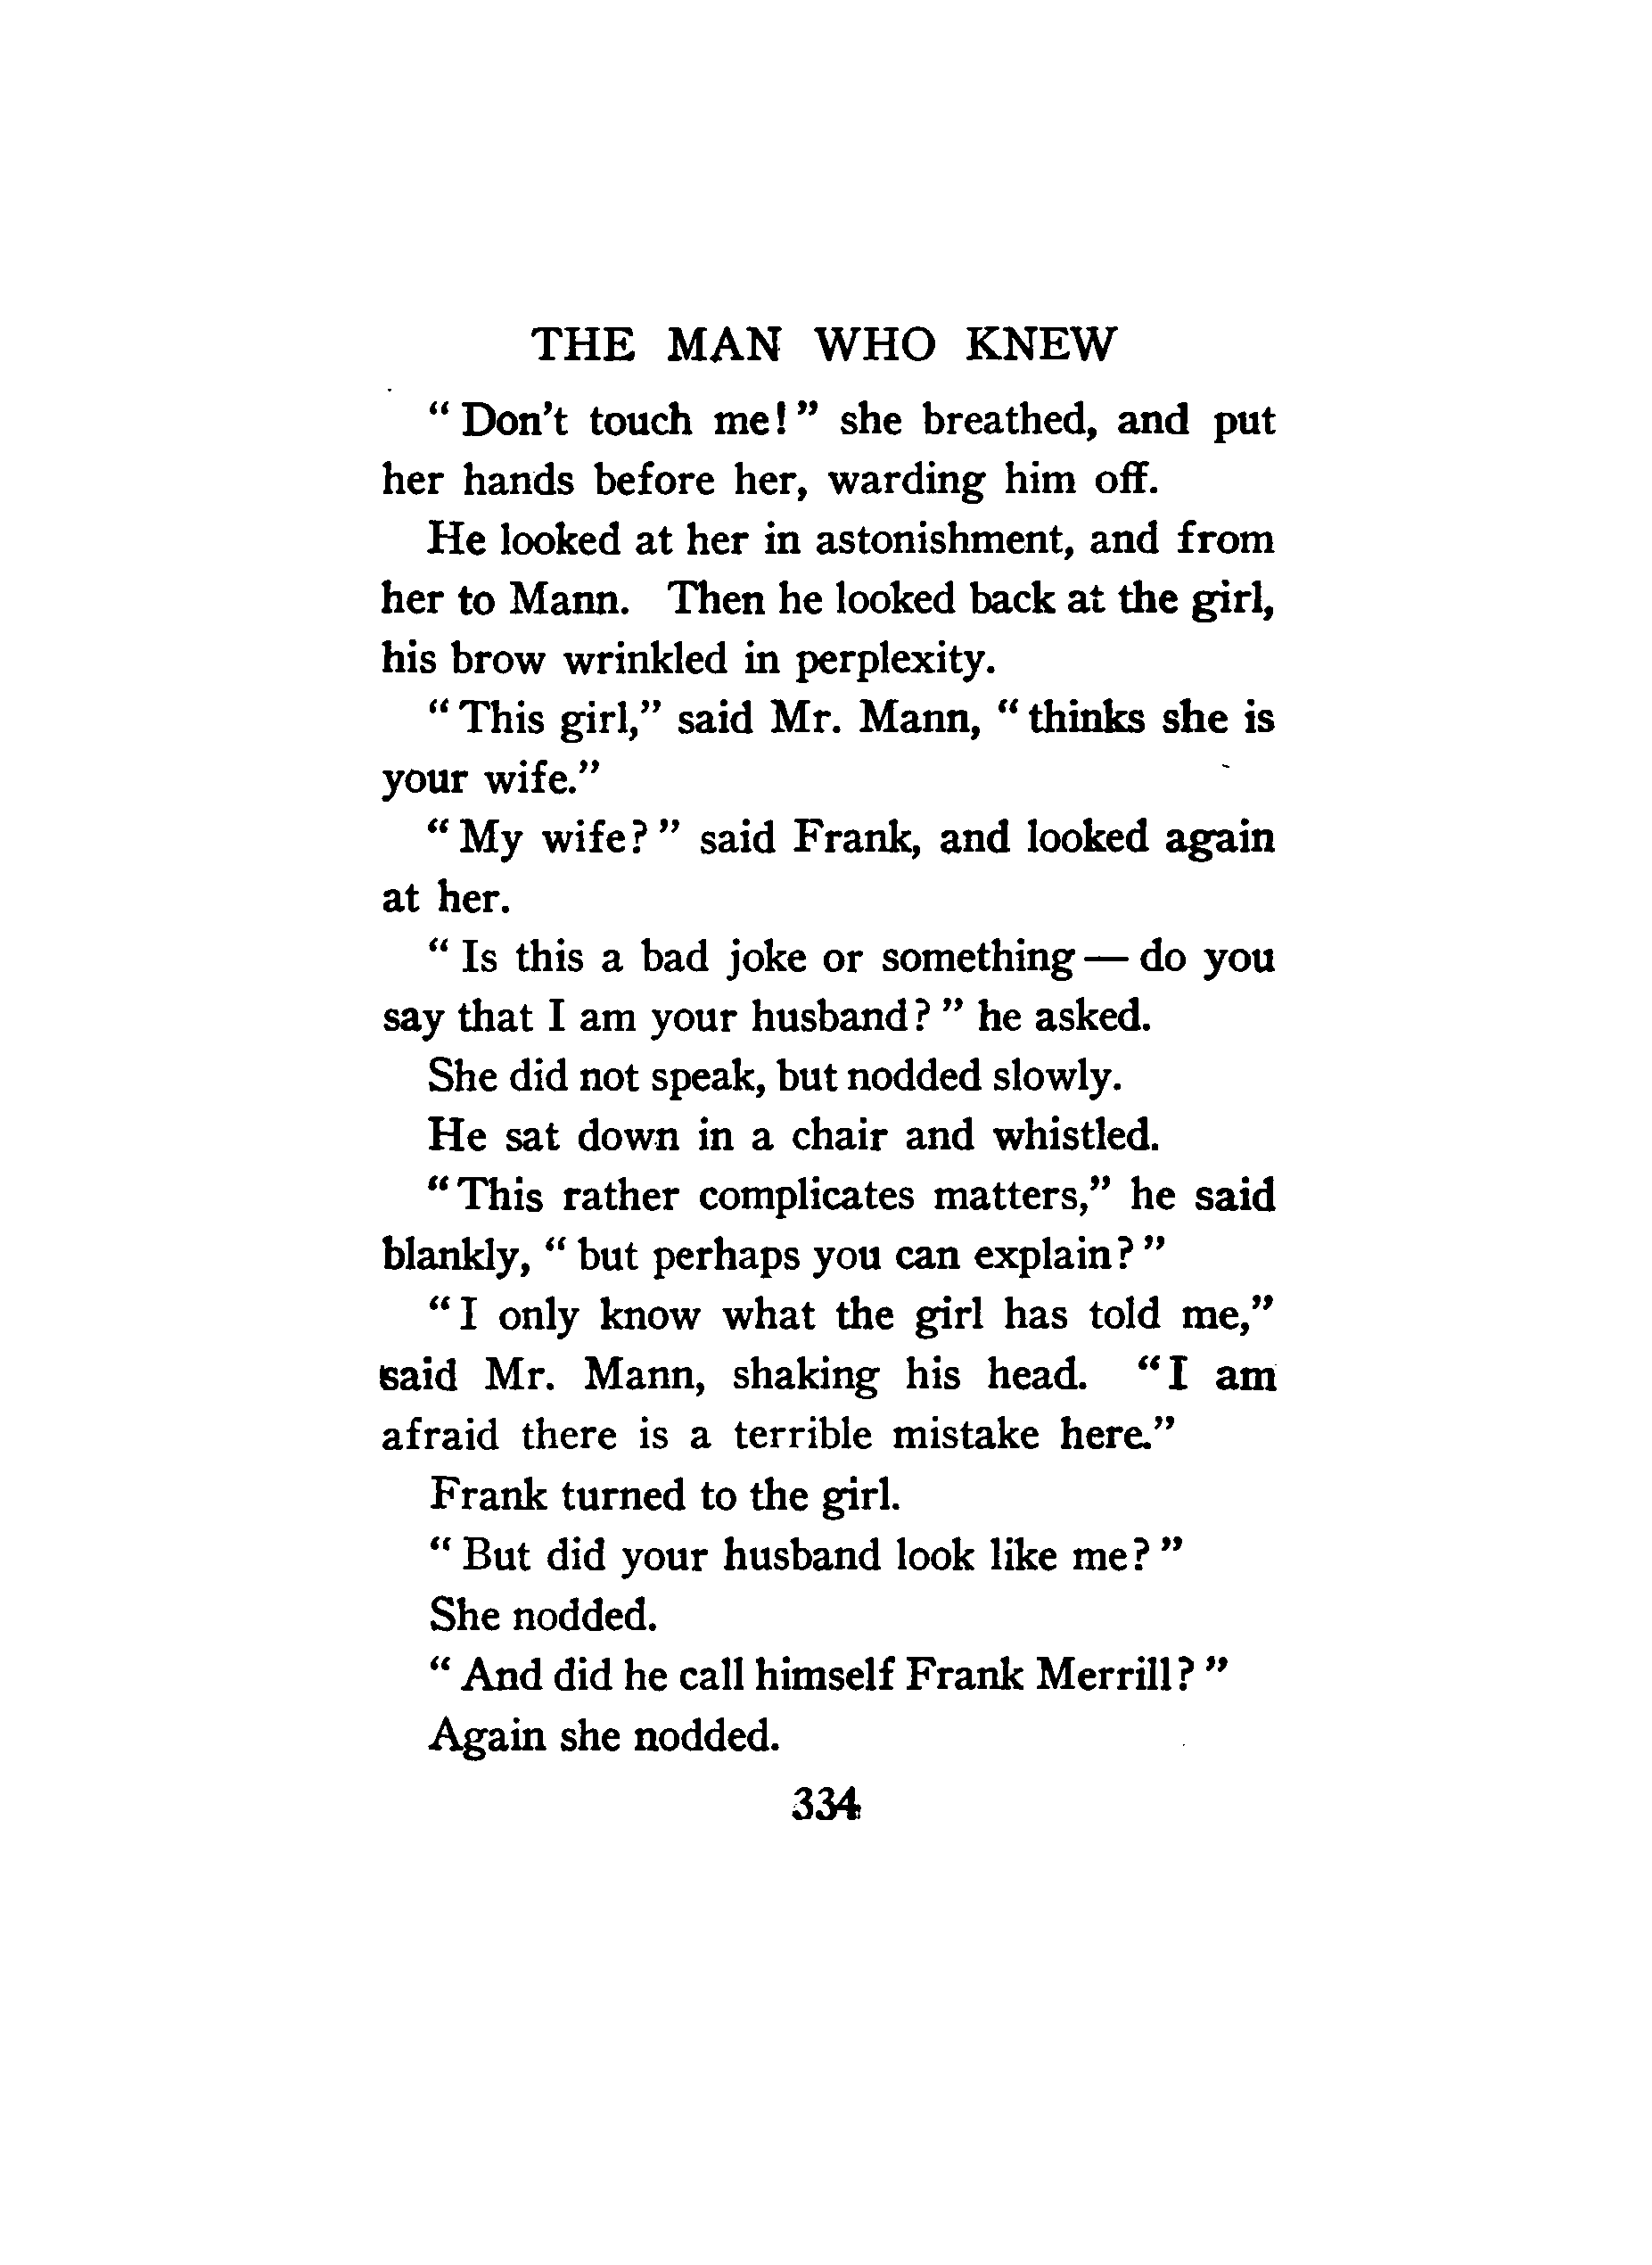 THE MAN WHO KNEW
“ Don’t touch me! ” she breathed, and put
her hands before her, warding him off.
He looked at her in astonishment, and from
her to Mann. Then he looked back at the girl,
his brow wrinkled in perplexity.
“ This girl,” said Mr. Mann, “ thinks she is
your wife.”
“ My wife? ” said Frank, and looked again
at her.
“ Is this a bad joke or something — do you
say that I am your husband? ” he asked.
She did not speak, but nodded slowly.
He sat down in a chair and whistled.
“ This rather complicates matters,” he said
blankly, “ but perhaps you can explain? ”
“ I only know what the girl has told me,”
said Mr. Mann, shaking his head. “ I am
afraid there is a terrible mistake here.”
Frank turned to the girl.
“ But did your husband look like me? ”
She nodded.
“ And did he call himself Frank Merrill? ”
Again she nodded.
334